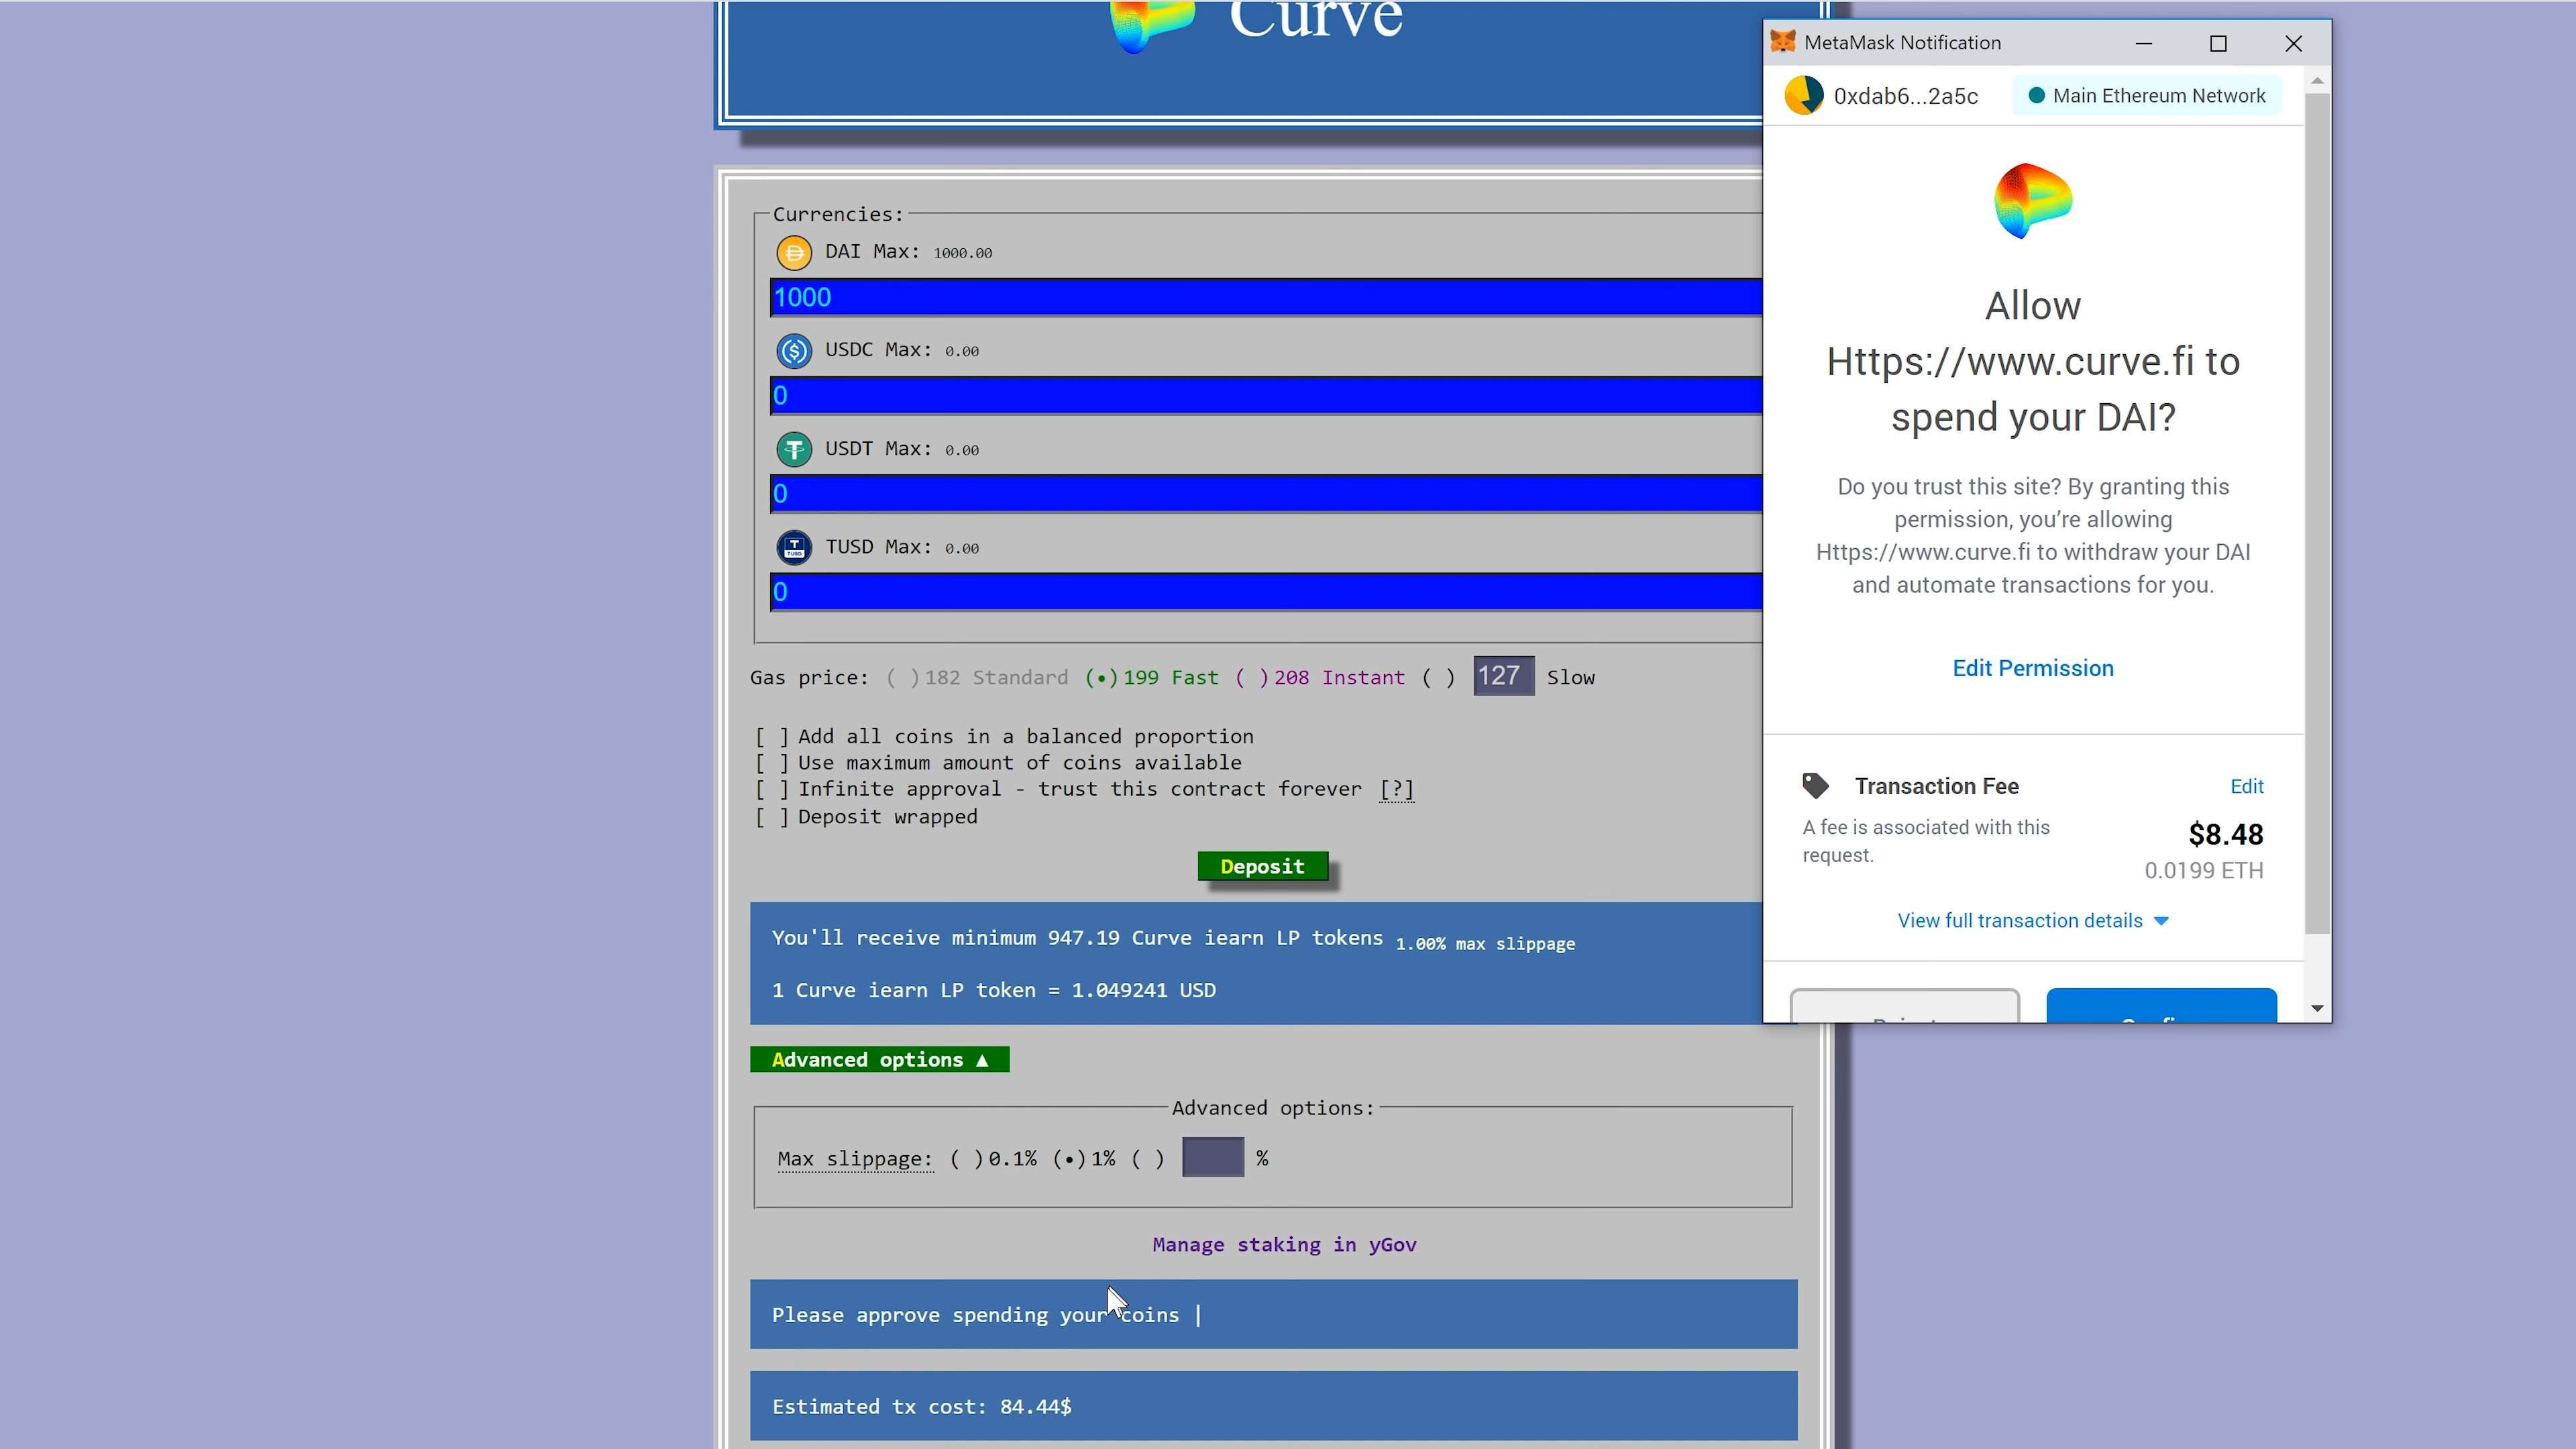 Curve
Currencies:
DAI Max: 1000.00
1000
USDC Max: 0.00
0
USDT Max: 0.00
0
TUSD Max: 0.00
0
Gas price: ( )182 Standard (•)199 Fast ( )208 Instant ( ) 127 Slow
[ ] Add all coins in a balanced proportion
[ ] Use maximum amount of coins available
[ ] Infinite approval - trust this contract forever [?]
[ ] Deposit wrapped
Deposit
You'll receive minimum 947.19 Curve iearn LP tokens 1.00% max slippage
1 Curve iearn LP token = 1.049241 USD
Advanced options ▲
Advanced options:
Max slippage: ( )0.1% (•)1% ( ) %
Manage staking in yGov
Please approve spending your coins |
Estimated tx cost: 84.44$
MetaMask Notification
0xdab6...2a5c
Main Ethereum Network
Allow
Https://www.curve.fi to
spend your DAI?
Do you trust this site? By granting this
permission, you’re allowing
Https://www.curve.fi to withdraw your DAI
and automate transactions for you.
Edit Permission
Transaction Fee
Edit
A fee is associated with this
request.
$8.48
0.0199 ETH
View full transaction details